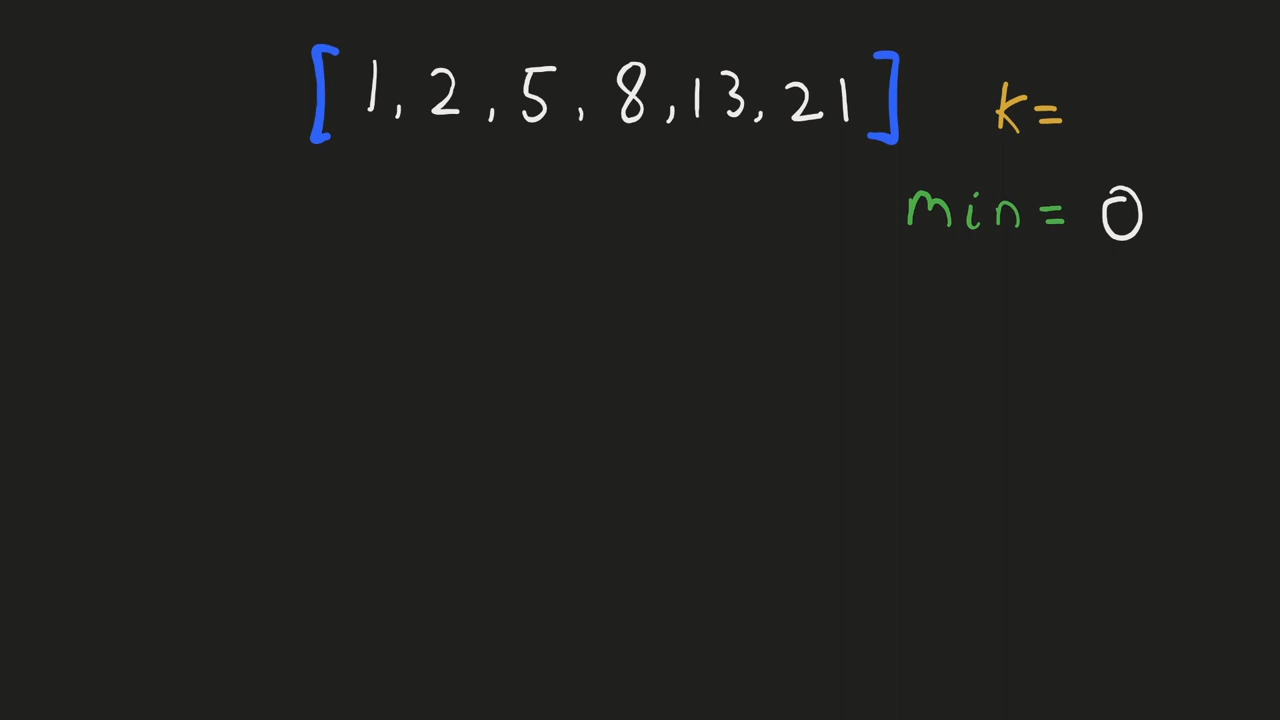 [1, 2, 5, 8, 13, 21] k=
min= 0